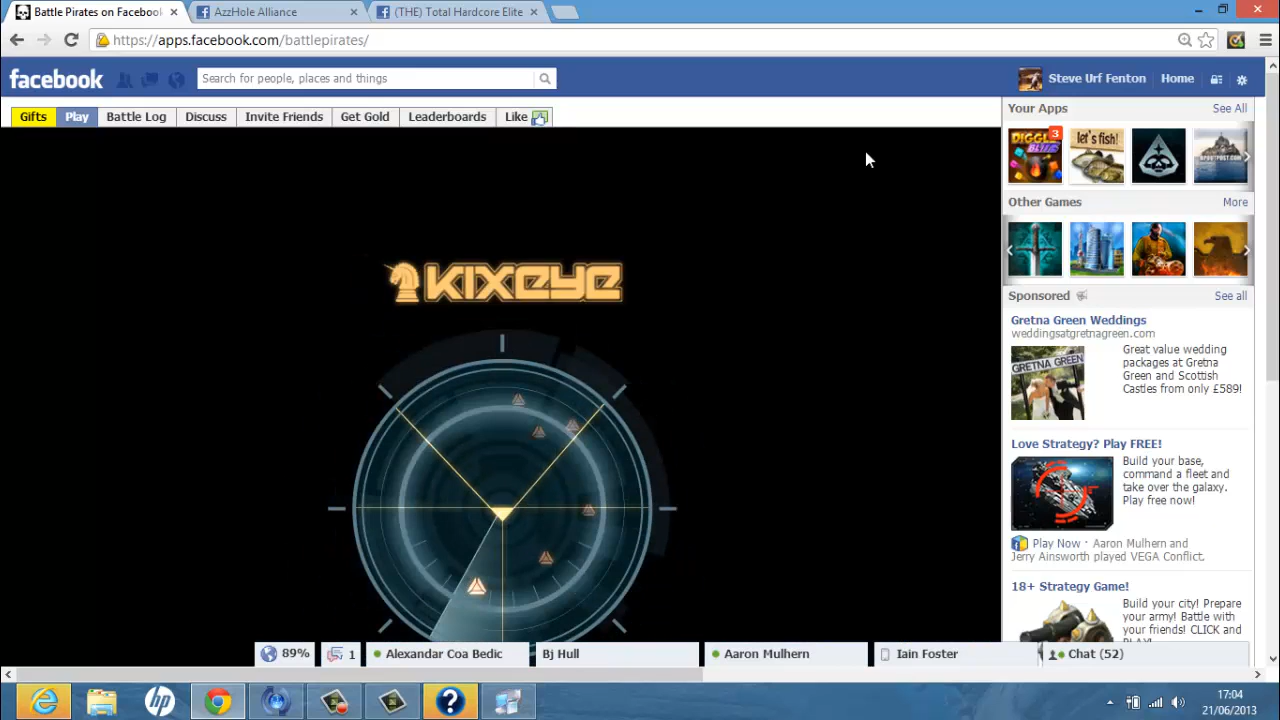 Battle Pirates on Facebook
AzzHole Alliance
(THE) Total Hardcore Elite
https://apps.facebook.com/battlepirates/
facebook
Search for people, places and things
Steve Urf Fenton
Home
Gifts
Play
Battle Log
Discuss
Invite Friends
Get Gold
Leaderboards
Like
Your Apps
See All
3
DIGGLE
let's fish!
Other Games
More
KIXEYE
Sponsored
See all
Gretna Green Weddings
weddingsatgretnagreen.com
GRETNA GREEN
Great value wedding
packages at Gretna
Green and Scottish
Castles from only £589!
Love Strategy? Play FREE!
Build your base,
command a fleet and
take over the galaxy.
Play free now!
Play Now · Aaron Mulhern and
Jerry Ainsworth played VEGA Conflict.
18+ Strategy Game!
Build your city! Prepare
your army! Battle with
your friends! CLICK and
89%
1
Alexandar Coa Bedic
Bj Hull
Aaron Mulhern
Iain Foster
Chat (52)
hp
?
17:04
21/06/2013